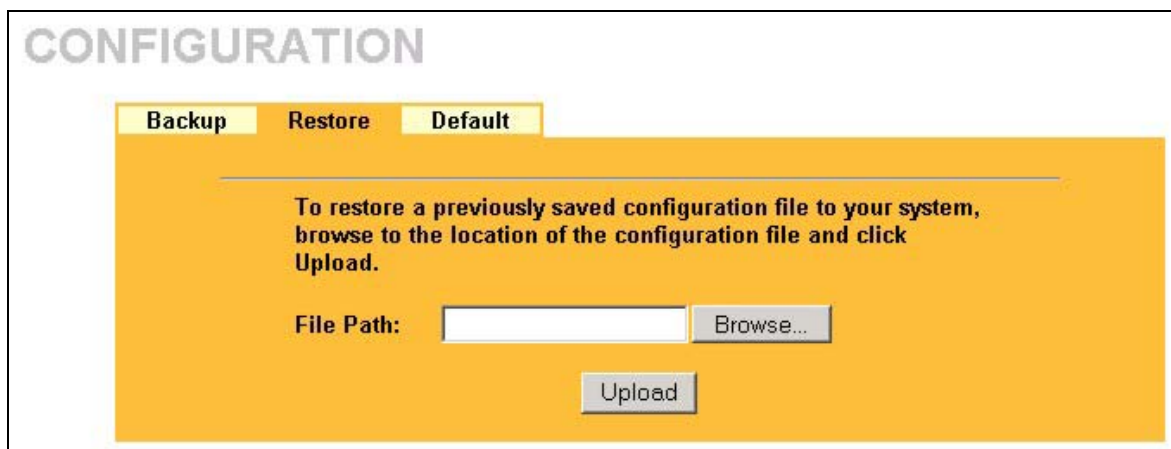 CONFIGURATION
Backup Restore Default
To restore a previously saved configuration file to your system,
browse to the location of the configuration file and click
Upload.
File Path: Browse...
Upload